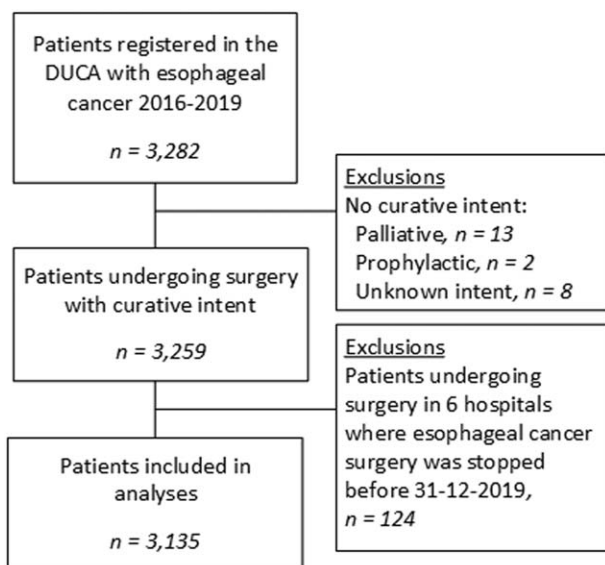 Patients registered in the
DUCA with esophageal
cancer 2016-2019
n = 3,282
Exclusions
No curative intent:
Palliative, n = 13
Prophylactic, n = 2
Unknown intent, n = 8
Patients undergoing surgery
with curative intent
n = 3,259
Exclusions
Patients undergoing
surgery in 6 hospitals
where esophageal cancer
surgery was stopped
before 31-12-2019,
n = 124
Patients included in
analyses
n = 3,135